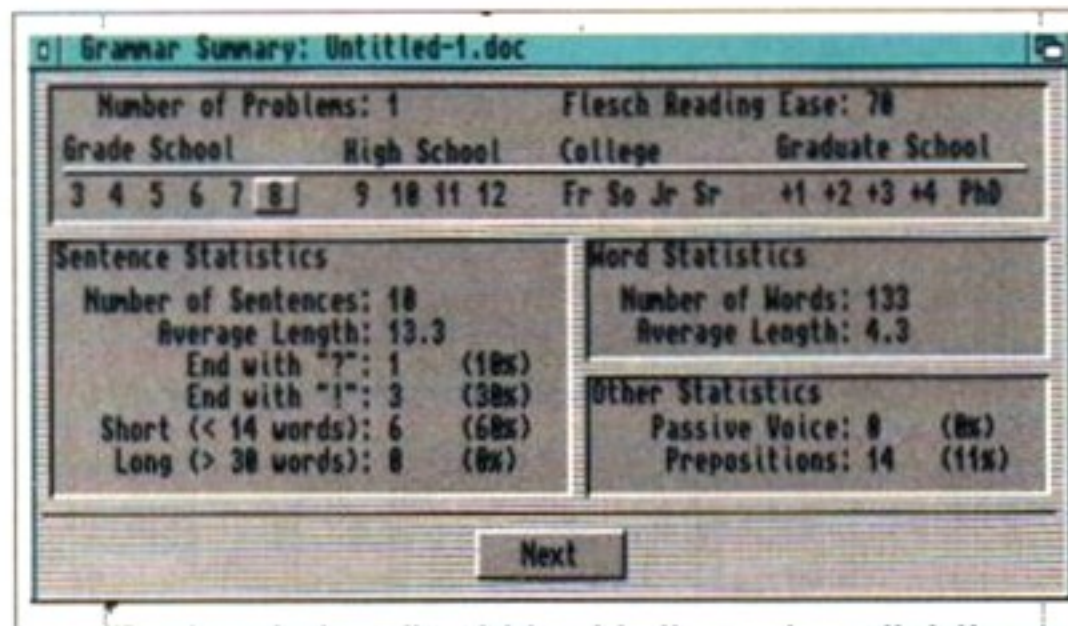 Grammar Summary: Untitled-1.doc
Number of Problems: 1 Flesch Reading Ease: 70
Grade School High School College Graduate School
3 4 5 6 7 8 9 10 11 12 Fr So Jr Sr +1 +2 +3 +4 PhD
Sentence Statistics
Number of Sentences: 10
Average Length: 13.3
End with "?": 1 (10%)
End with "!": 3 (30%)
Short (< 14 words): 6 (60%)
Long (> 30 words): 0 (0%)
Word Statistics
Number of Words: 133
Average Length: 4.3
Other Statistics
Passive Voice: 0 (0%)
Prepositions: 14 (11%)
Next